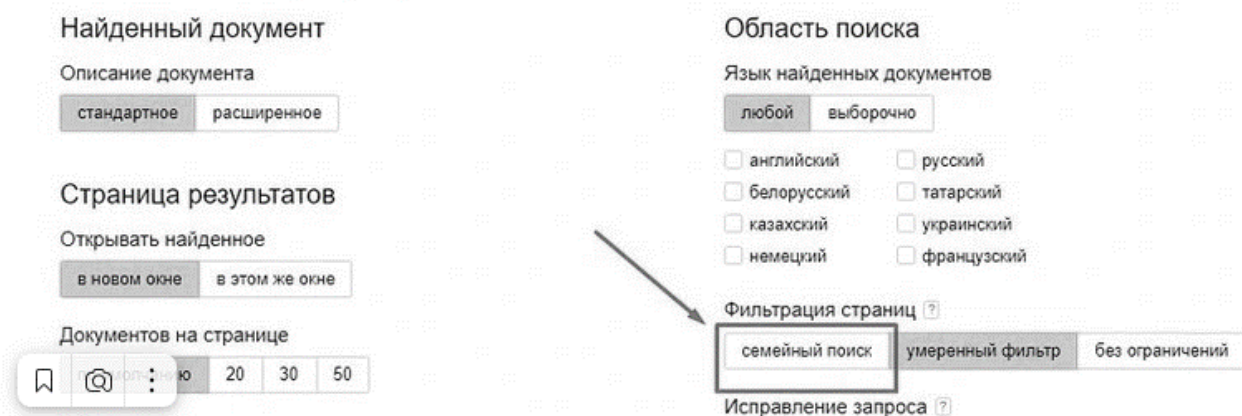 Найденный документ
Описание документа
стандартное расширенное
Страница результатов
Открывать найденное
в новом окне в этом же окне
Документов на странице
20 30 50
Область поиска
Язык найденных документов
любой выборочно
английский русский
белорусский татарский
казахский украинский
немецкий французский
Фильтрация страниц ?
семейный поиск умеренный фильтр без ограничений
Исправление запроса ?